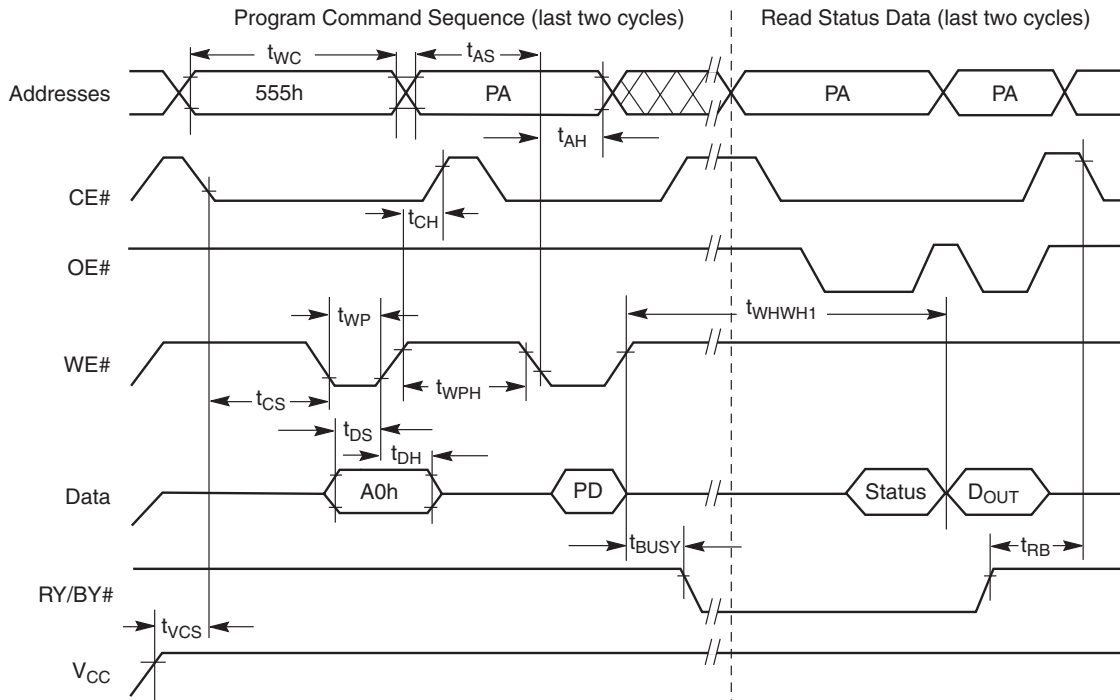 Program Command Sequence (last two cycles)
Read Status Data (last two cycles)
tWC
tAS
Addresses
555h
PA
PA
PA
tAH
CE#
tCH
OE#
tWP
tWHWH1
WE#
tWPH
tCS
tDS
tDH
Data
A0h
PD
Status
DOUT
tBUSY
tRB
RY/BY#
tVCS
VCC